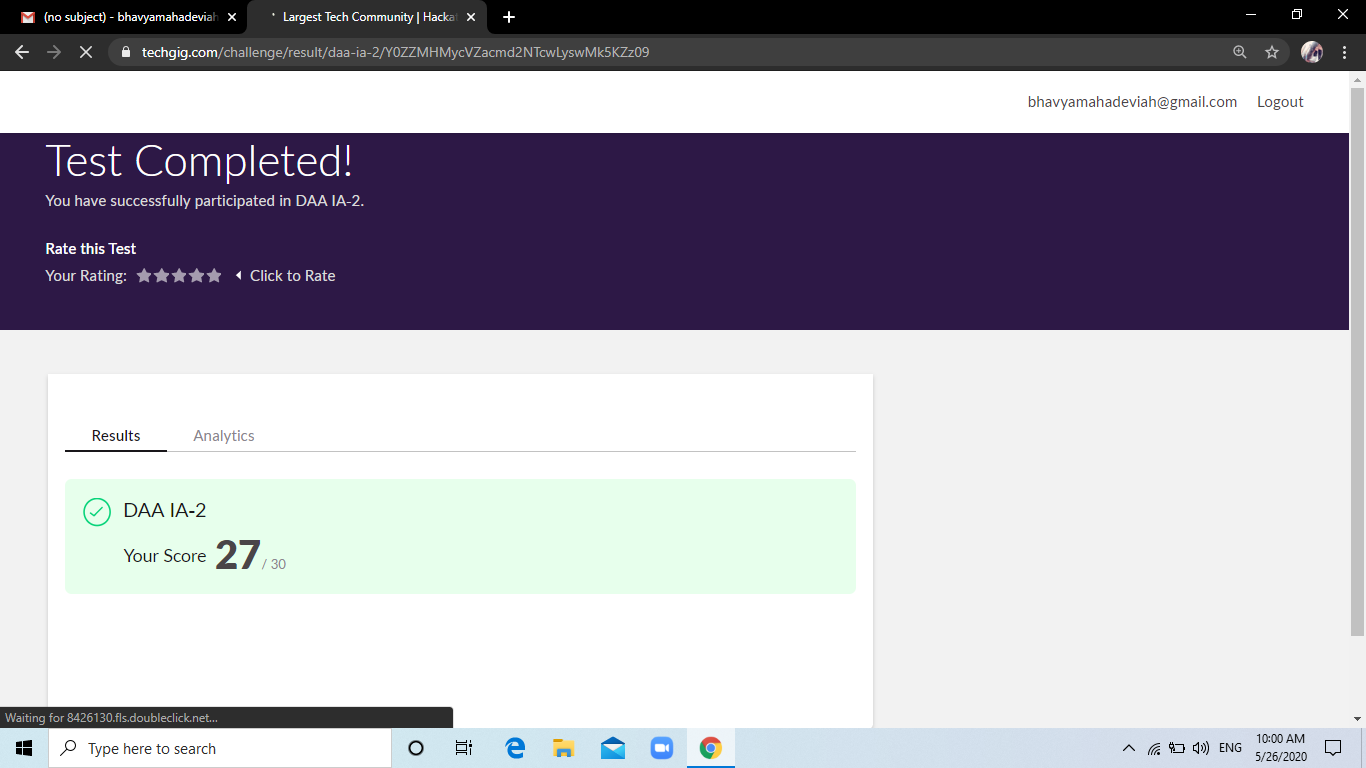 (no subject) - bhavyamahadeviah
Largest Tech Community | Hacka
techgig.com/challenge/result/daa-ia-2/Y0ZZMHMycVZacmd2NTcwLyswMk5KZz09
bhavyamahadeviah@gmail.com Logout
Test Completed!
You have successfully participated in DAA IA-2.
Rate this Test
Your Rating: Click to Rate
Results Analytics
DAA IA-2
Your Score 27 / 30
Waiting for 8426130.fls.doubleclick.net...
Type here to search
ENG
10:00 AM
5/26/2020